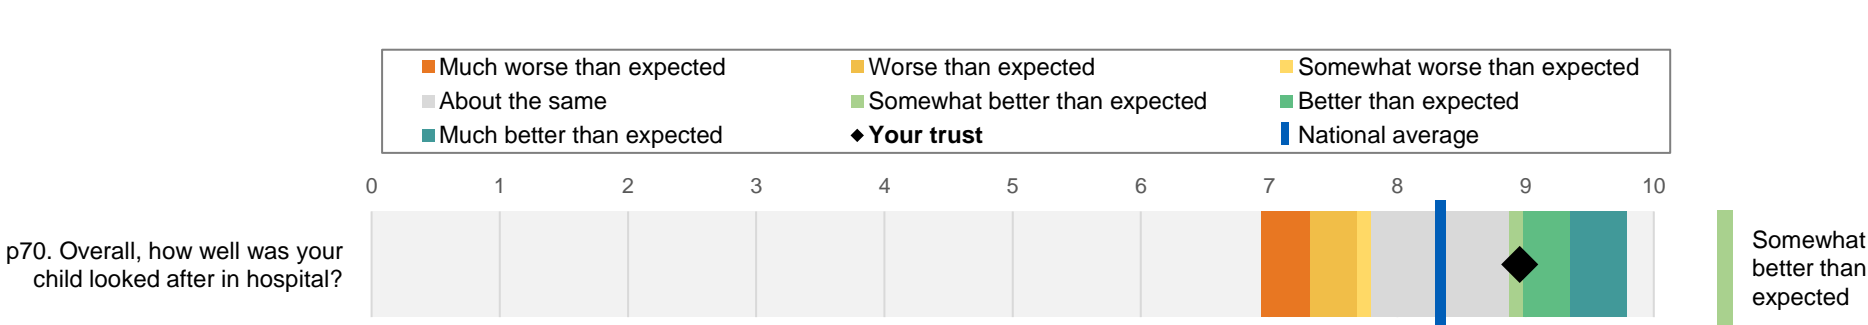 Much worse than expected
Worse than expected
Somewhat worse than expected
About the same
Somewhat better than expected
Better than expected
Much better than expected
Your trust
National average
0 1 2 3 4 5 6 7 8 9 10
p70. Overall, how well was your
child looked after in hospital?
Somewhat
better than
expected